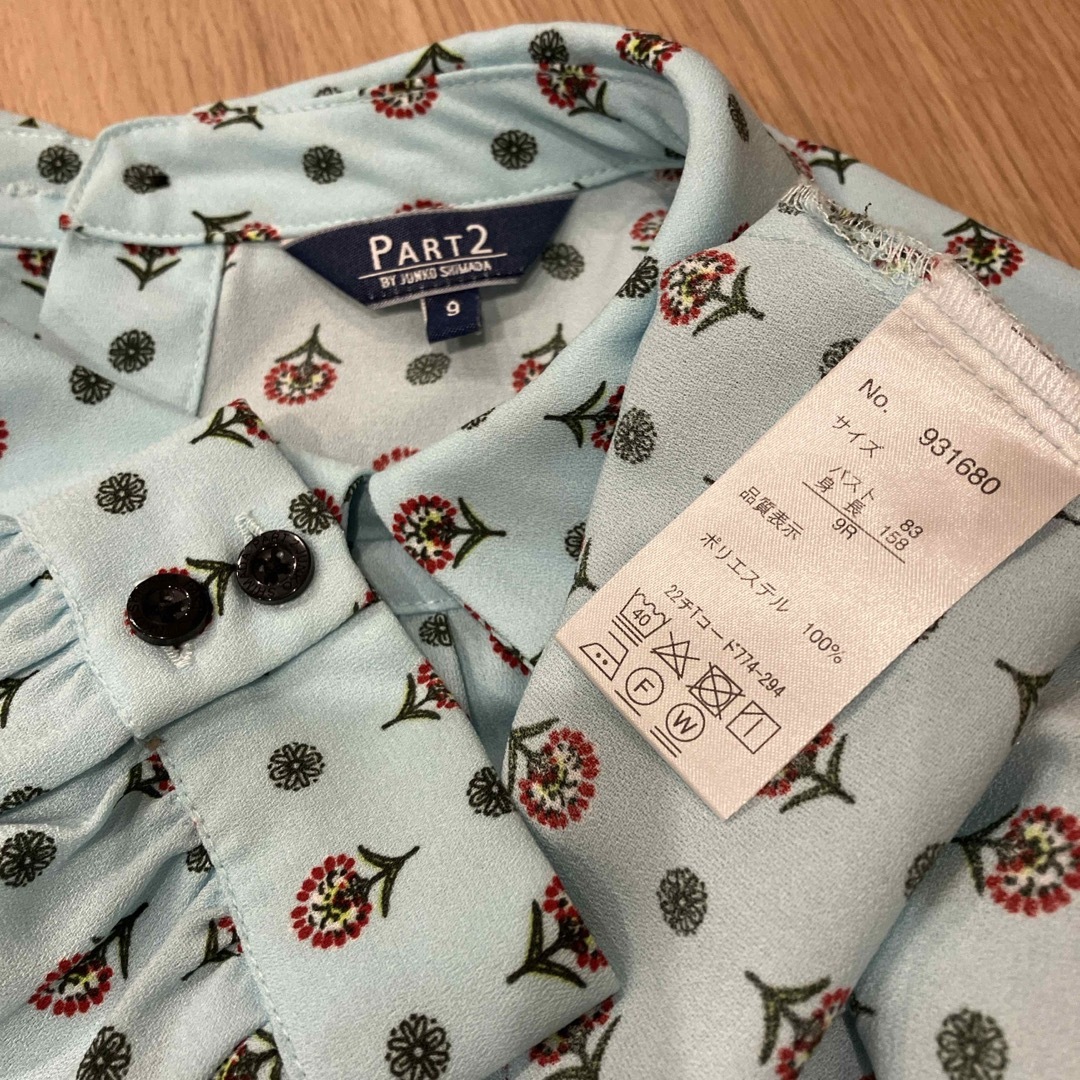 PART2
BY JUNKO SHIMADA
9
No. 931680
サイズ バスト 83
身 長 158
9R
品質表示
ポリエステル 100%
22チTコード774-294
40
F
W